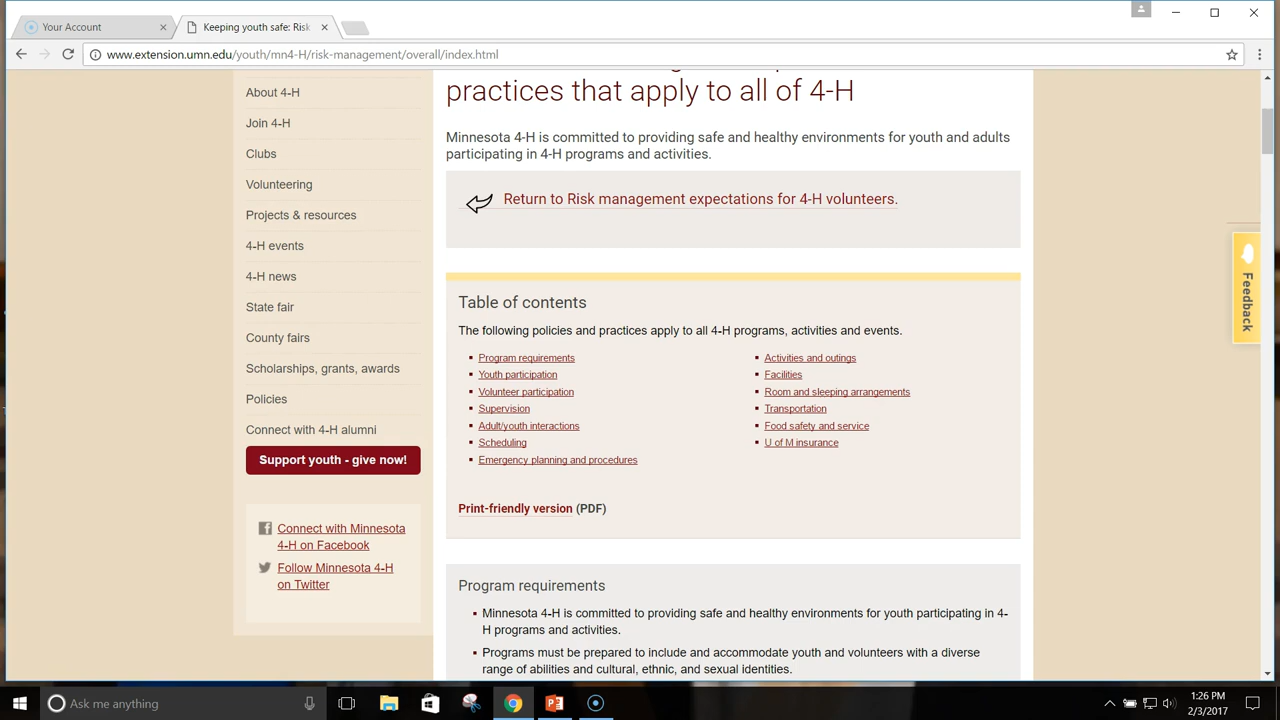 Your Account
Keeping youth safe: Risk
www.extension.umn.edu/youth/mn4-H/risk-management/overall/index.html
About 4-H
Join 4-H
Clubs
Volunteering
Projects & resources
4-H events
4-H news
State fair
County fairs
Scholarships, grants, awards
Policies
Connect with 4-H alumni
Support youth - give now!
Connect with Minnesota
4-H on Facebook
Follow Minnesota 4-H
on Twitter
practices that apply to all of 4-H
Minnesota 4-H is committed to providing safe and healthy environments for youth and adults
participating in 4-H programs and activities.
Return to Risk management expectations for 4-H volunteers.
Table of contents
The following policies and practices apply to all 4-H programs, activities and events.
Program requirements
Youth participation
Volunteer participation
Supervision
Adult/youth interactions
Scheduling
Emergency planning and procedures
Activities and outings
Facilities
Room and sleeping arrangements
Transportation
Food safety and service
U of M insurance
Print-friendly version (PDF)
Program requirements
Minnesota 4-H is committed to providing safe and healthy environments for youth participating in 4-
H programs and activities.
Programs must be prepared to include and accommodate youth and volunteers with a diverse
range of abilities and cultural, ethnic, and sexual identities.
Feedback
Ask me anything
1:26 PM
2/3/2017